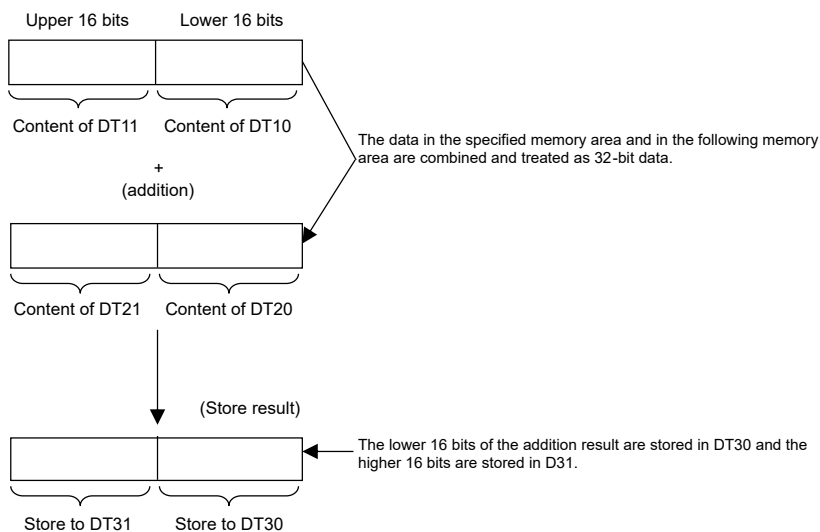 Upper 16 bits Lower 16 bits
Content of DT11 Content of DT10
The data in the specified memory area and in the following memory
area are combined and treated as 32-bit data.
+
(addition)
Content of DT21 Content of DT20
(Store result)
The lower 16 bits of the addition result are stored in DT30 and the
higher 16 bits are stored in D31.
Store to DT31 Store to DT30